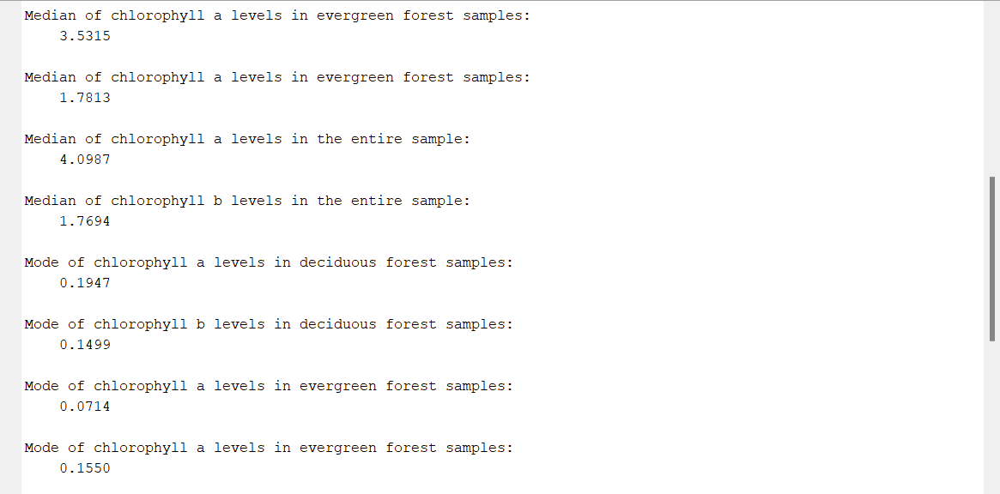 Median of chlorophyll a levels in evergreen forest samples:
3.5315
Median of chlorophyll a levels in evergreen forest samples:
1.7813
Median of chlorophyll a levels in the entire sample:
4.0987
Median of chlorophyll b levels in the entire sample:
1.7694
Mode of chlorophyll a levels in deciduous forest samples:
0.1947
Mode of chlorophyll b levels in deciduous forest samples:
0.1499
Mode of chlorophyll a levels in evergreen forest samples:
0.0714
Mode of chlorophyll a levels in evergreen forest samples:
0.1550